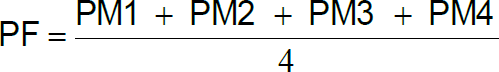 PF = PM1 + PM2 + PM3 + PM4
4